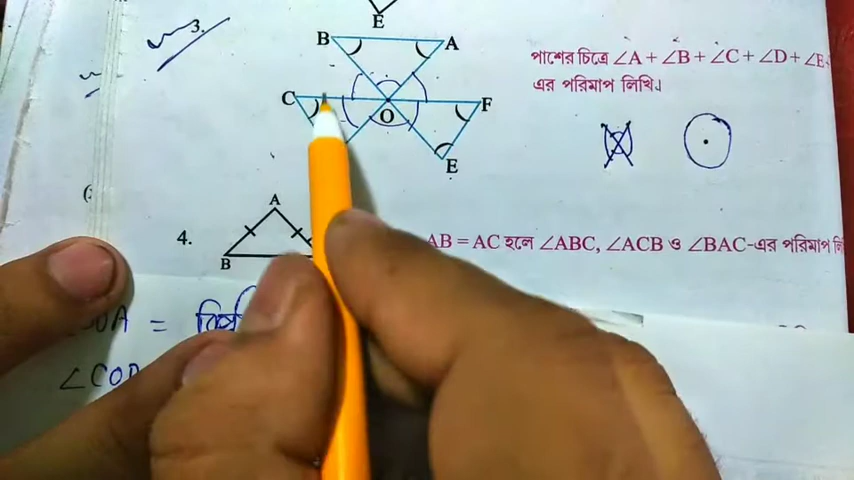 E
3.
B
A
পাশের চিত্রে ∠A + ∠B + ∠C + ∠D + ∠E
এর পরিমাপ লিখি।
C
F
O
E
A
4.
AB = AC হলে ∠ABC, ∠ACB ও ∠BAC-এর পরিমাপ লি
B
=
∠COD